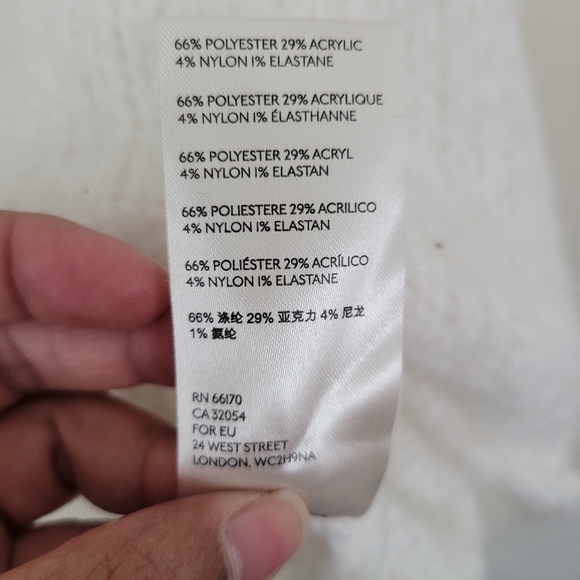 66% POLYESTER 29% ACRYLIC
4% NYLON 1% ELASTANE
66% POLYESTER 29% ACRYLIQUE
4% NYLON 1% ÉLASTHANNE
66% POLYESTER 29% ACRYL
4% NYLON 1% ELASTAN
66% POLIESTERE 29% ACRILICO
4% NYLON 1% ELASTAN
66% POLIÉSTER 29% ACRÍLICO
4% NYLON 1% ELASTANE
66% 涤纶 29% 亚克力 4% 尼龙
1% 氨纶
RN 66170
CA 32054
FOR EU
24 WEST STREET
LONDON, WC2H9NA